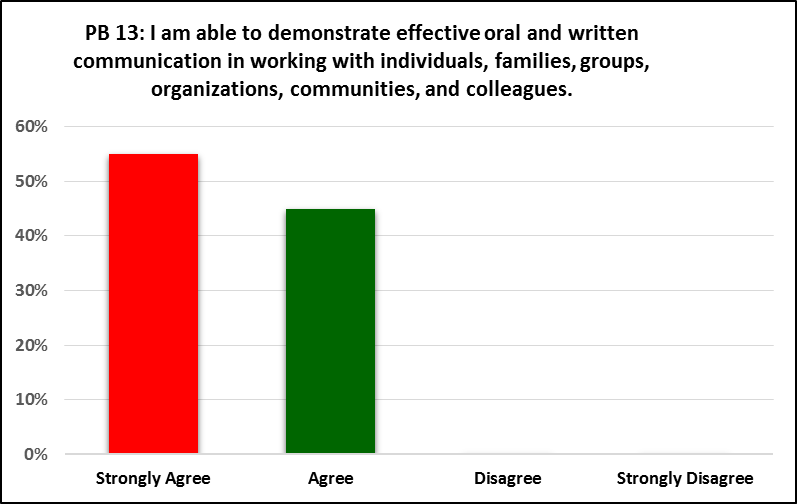 PB 13: I am able to demonstrate effective oral and written
communication in working with individuals, families, groups,
organizations, communities, and colleagues.
60%
50%
40%
30%
20%
10%
0%
Strongly Agree
Agree
Disagree
Strongly Disagree